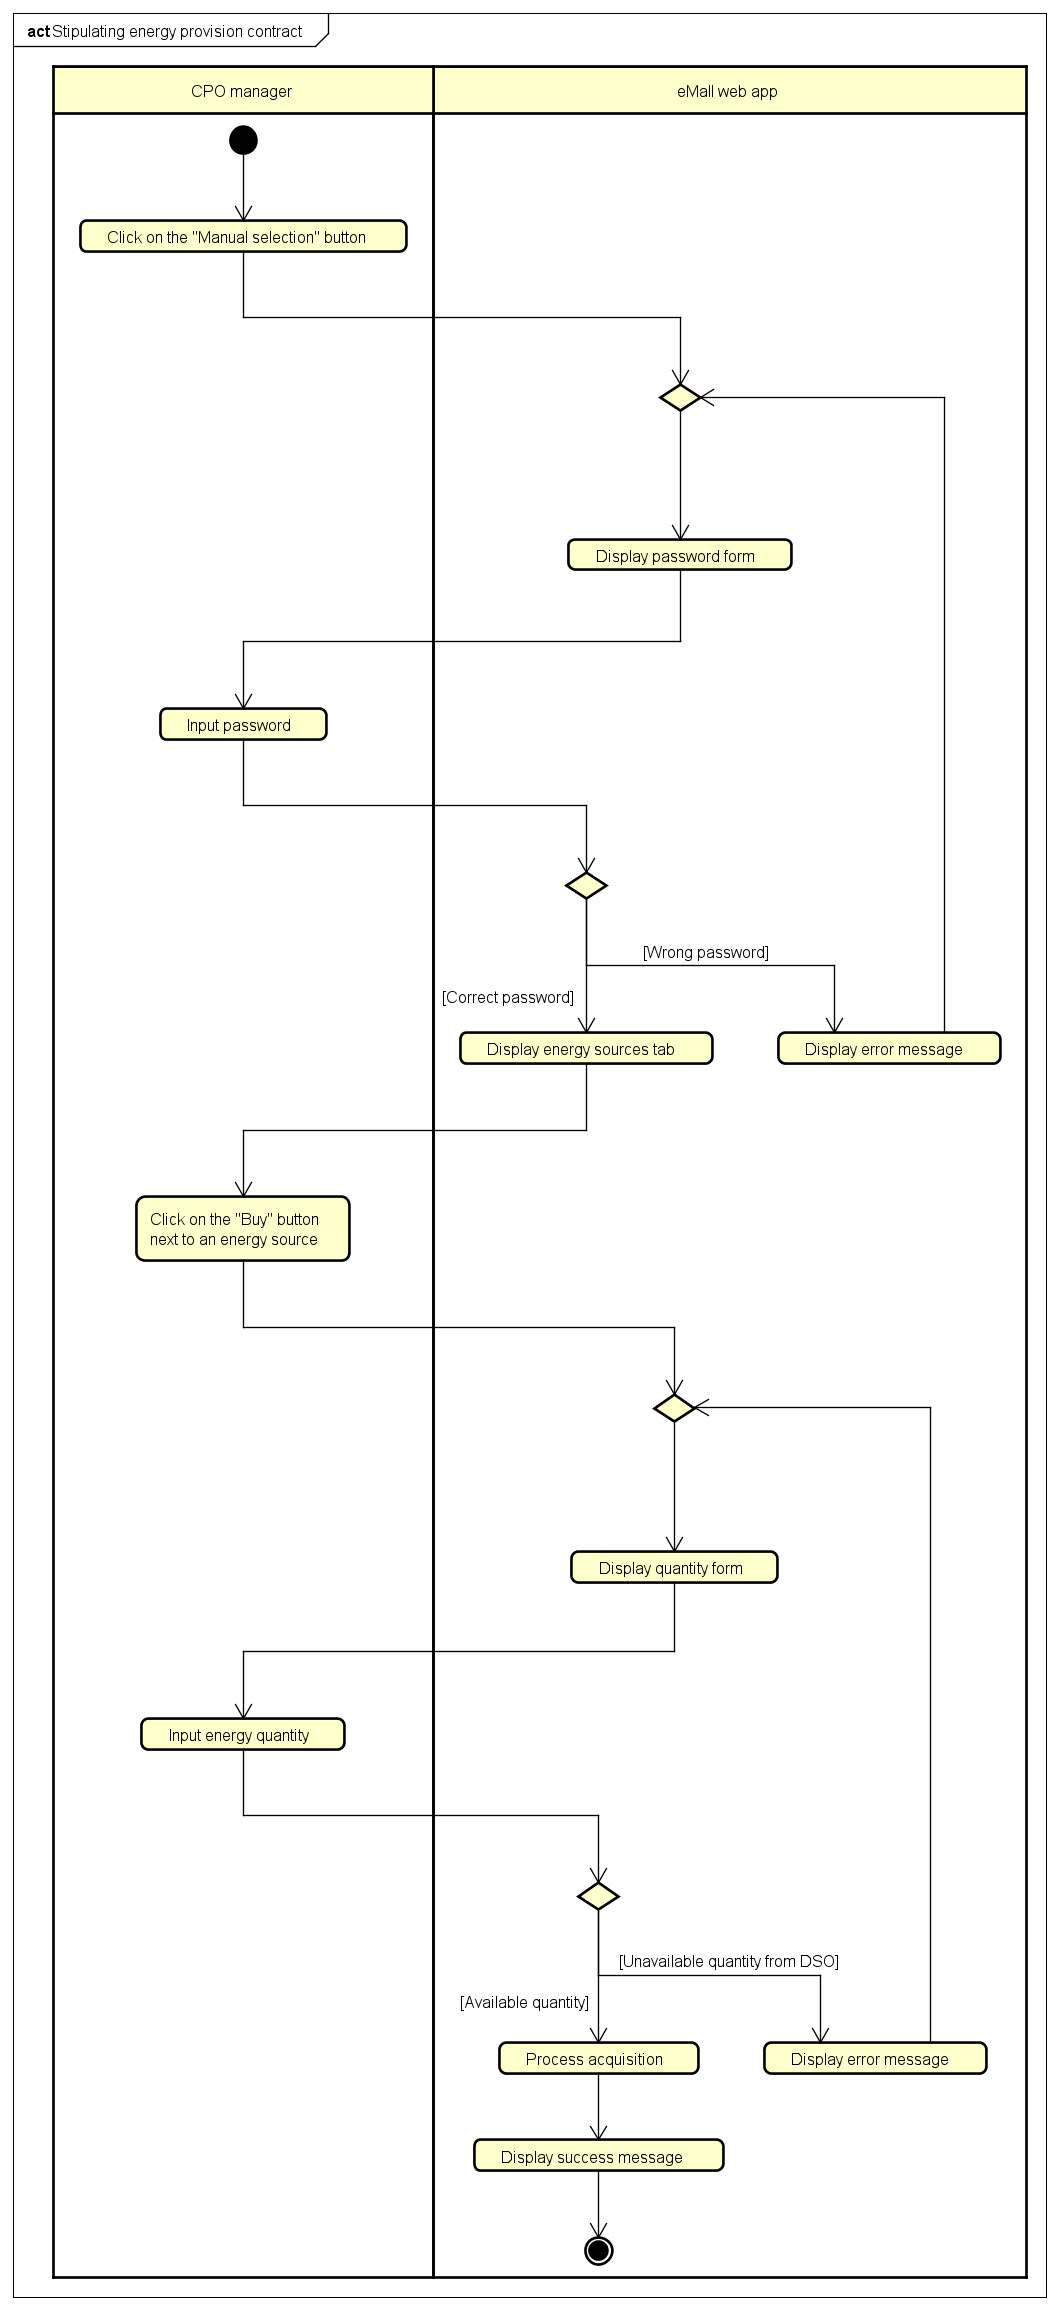 act Stipulating energy provision contract
CPO manager
eMall web app
Click on the "Manual selection" button
Display password form
Input password
[Wrong password]
[Correct password]
Display energy sources tab
Display error message
Click on the "Buy" button
next to an energy source
Display quantity form
Input energy quantity
[Unavailable quantity from DSO]
[Available quantity]
Process acquisition
Display error message
Display success message